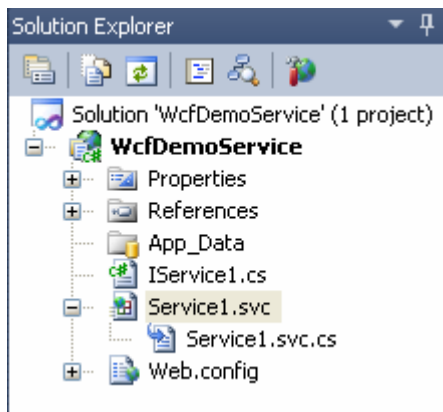 Solution Explorer
Solution 'WcfDemoService' (1 project)
WcfDemoService
Properties
References
App_Data
IService1.cs
Service1.svc
Service1.svc.cs
Web.config